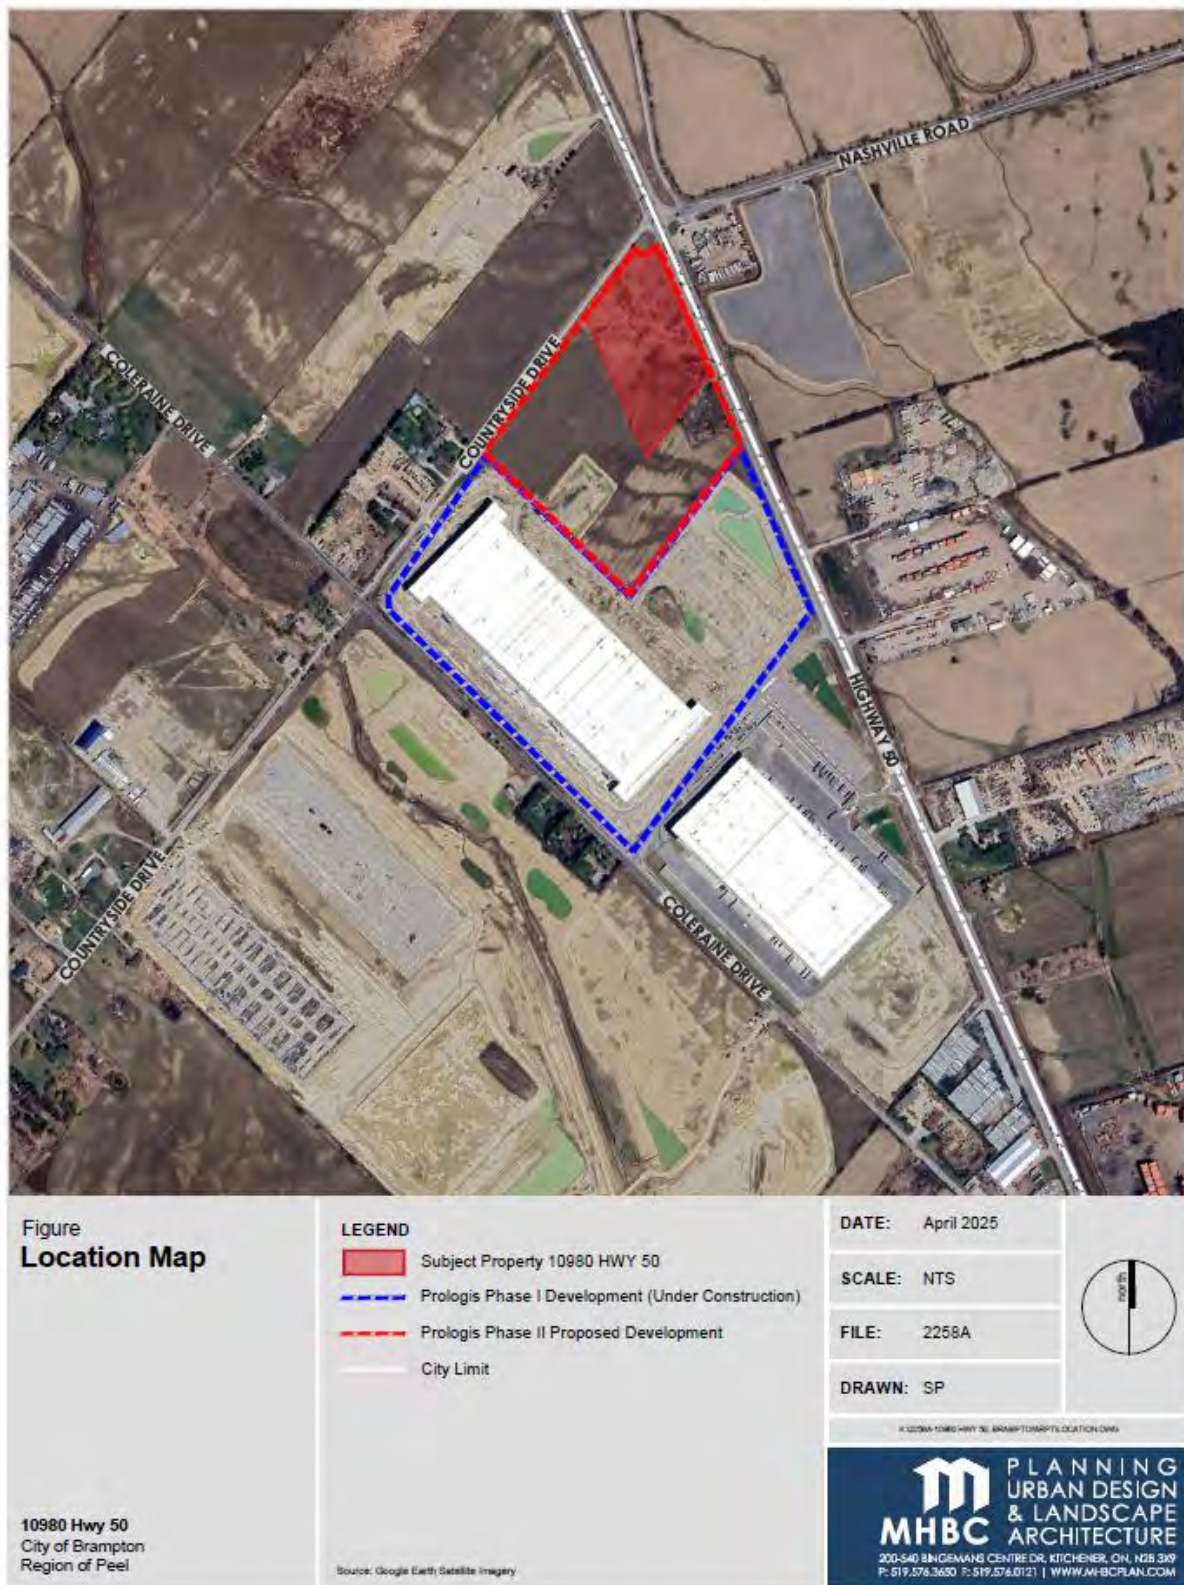 NASHVILLE ROAD
COUNTRYSIDE DRIVE
COLERAINE DRIVE
HIGHWAY 50
COUNTRYSIDE DRIVE
COLERAINE DRIVE
Figure
Location Map
10980 Hwy 50
City of Brampton
Region of Peel
LEGEND
Subject Property 10980 HWY 50
Prologis Phase I Development (Under Construction)
Prologis Phase II Proposed Development
City Limit
Source: Google Earth Satellite Imagery
DATE: April 2025
SCALE: NTS
FILE: 2258A
DRAWN: SP
north
PLANNING
URBAN DESIGN
& LANDSCAPE
ARCHITECTURE
MHBC
200-540 BINGEMANS CENTRE DR. KITCHENER, ON, N2B 3X9
P: 519.576.3650 F: 519.576.0121 | WWW.MHBCPLAN.COM